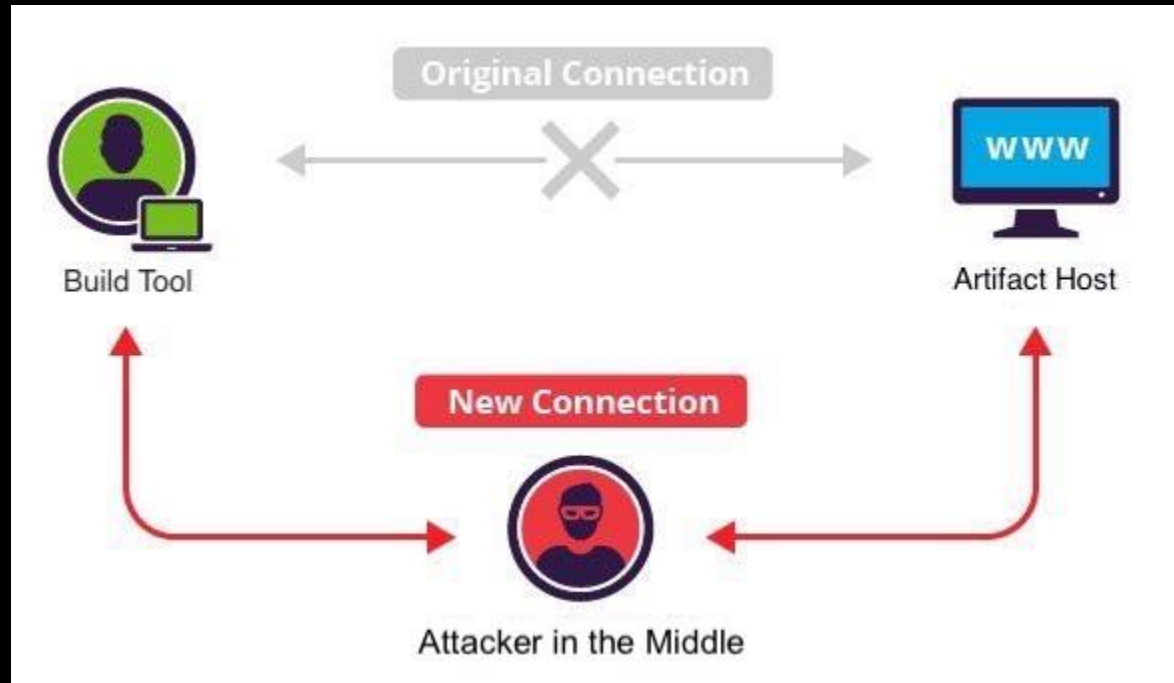 Original Connection
www
Build Tool
Artifact Host
New Connection
Attacker in the Middle